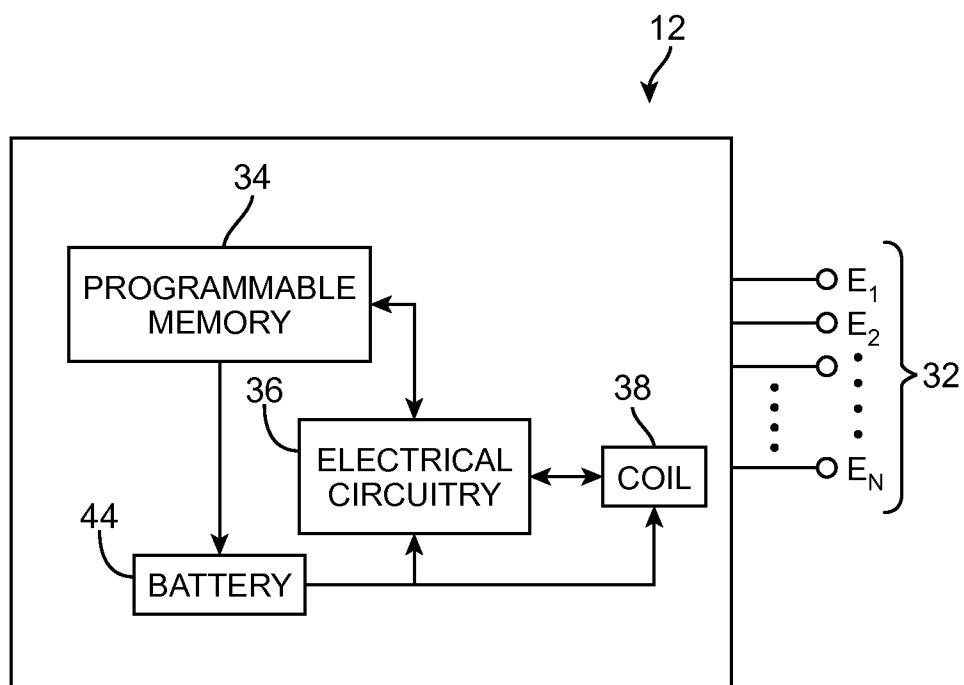 12
34
PROGRAMMABLE
MEMORY
E1
E2
32
36
38
ELECTRICAL
CIRCUITRY
COIL
EN
44
BATTERY